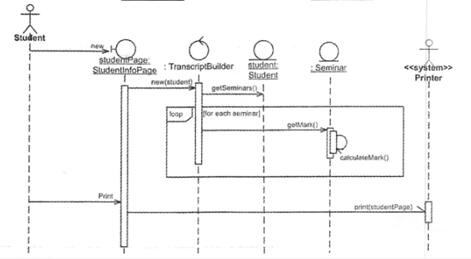 Student
new
studentPage:
StudentInfoPage
: TranscriptBuilder
student:
Student
: Seminar
<<system>>
Printer
new(student)
getSeminars()
loop
[for each seminar]
getMark()
calculateMark()
Print
print(studentPage)